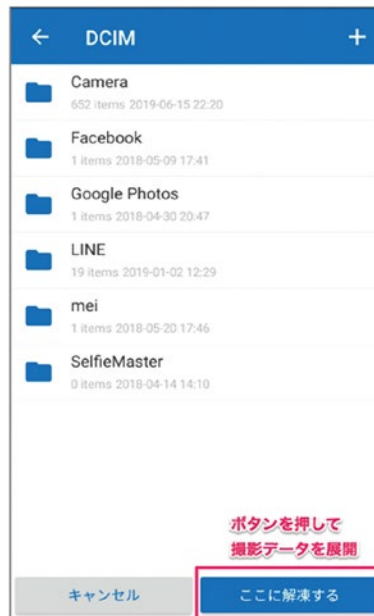 ← DCIM +
Camera
652 items 2019-06-15 22:20
Facebook
1 items 2018-05-09 17:41
Google Photos
1 items 2018-04-30 20:47
LINE
19 items 2019-01-02 12:29
mei
1 items 2018-05-20 17:46
SelfieMaster
0 items 2018-04-14 14:10
ボタンを押して
撮影データを展開
キャンセル ここに解凍する